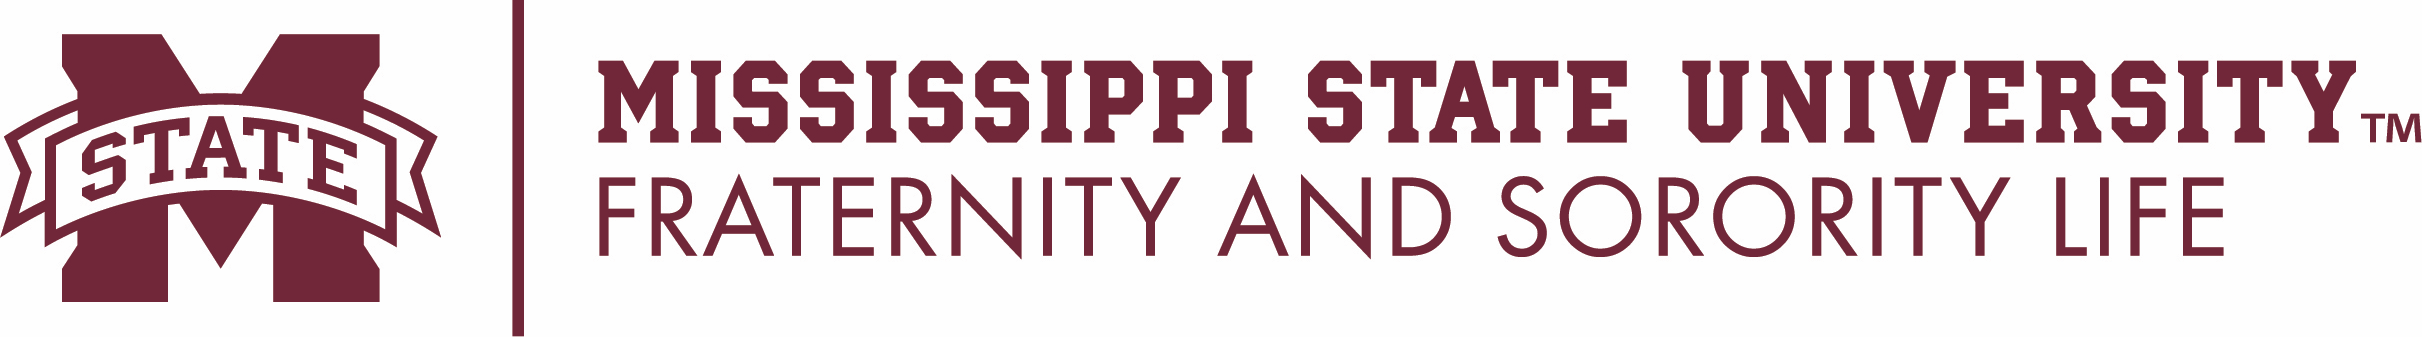 STATE
MISSISSIPPI STATE UNIVERSITY™
FRATERNITY AND SORORITY LIFE